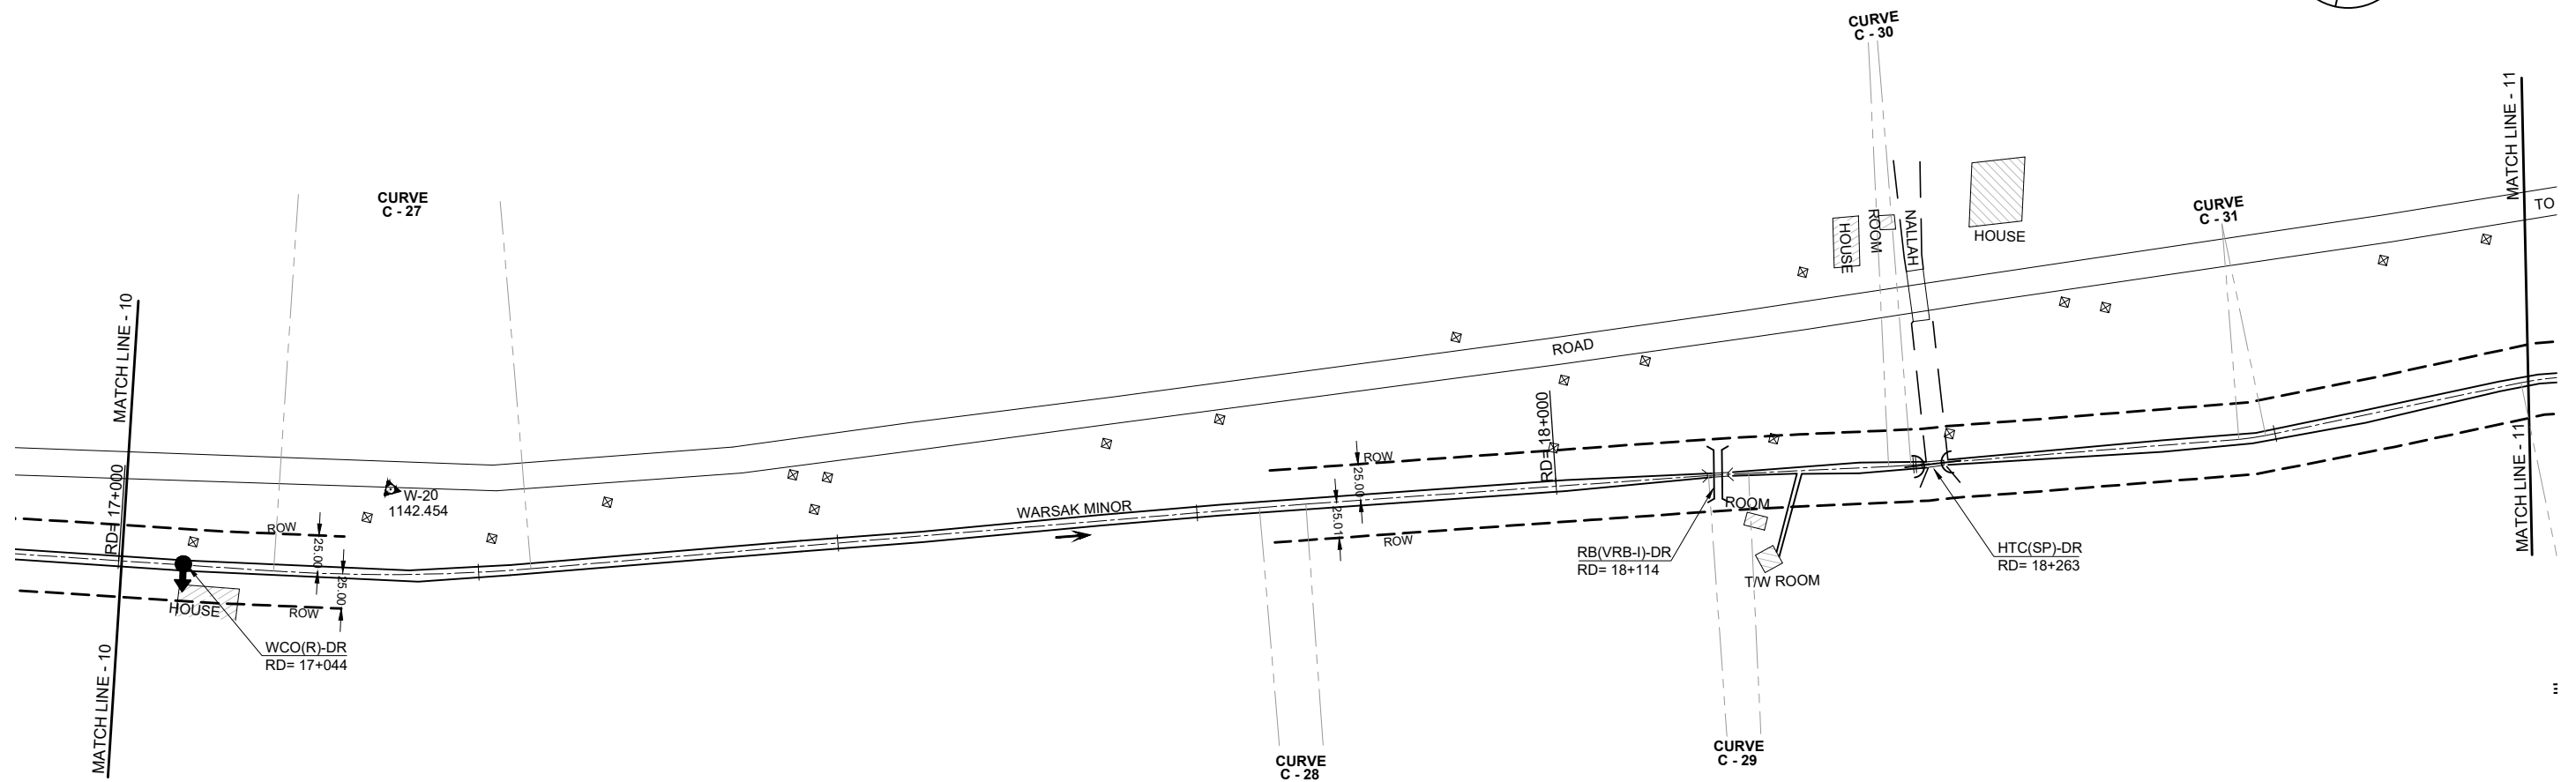 CURVE
C - 30
MATCH LINE - 11
CURVE
C - 27
CURVE
C - 31
TO
HOUSE
ROOM
NALLAH
HOUSE
MATCH LINE - 10
ROAD
RD= 17+000
W-20
1142.454
RD= 18+000
ROW
25.00
25.00
ROW
HOUSE
WARSAK MINOR
ROW
25.00
25.01
ROW
ROOM
RB(VRB-I)-DR
RD= 18+114
T/W ROOM
HTC(SP)-DR
RD= 18+263
MATCH LINE - 11
WCO(R)-DR
RD= 17+044
MATCH LINE - 10
CURVE
C - 28
CURVE
C - 29